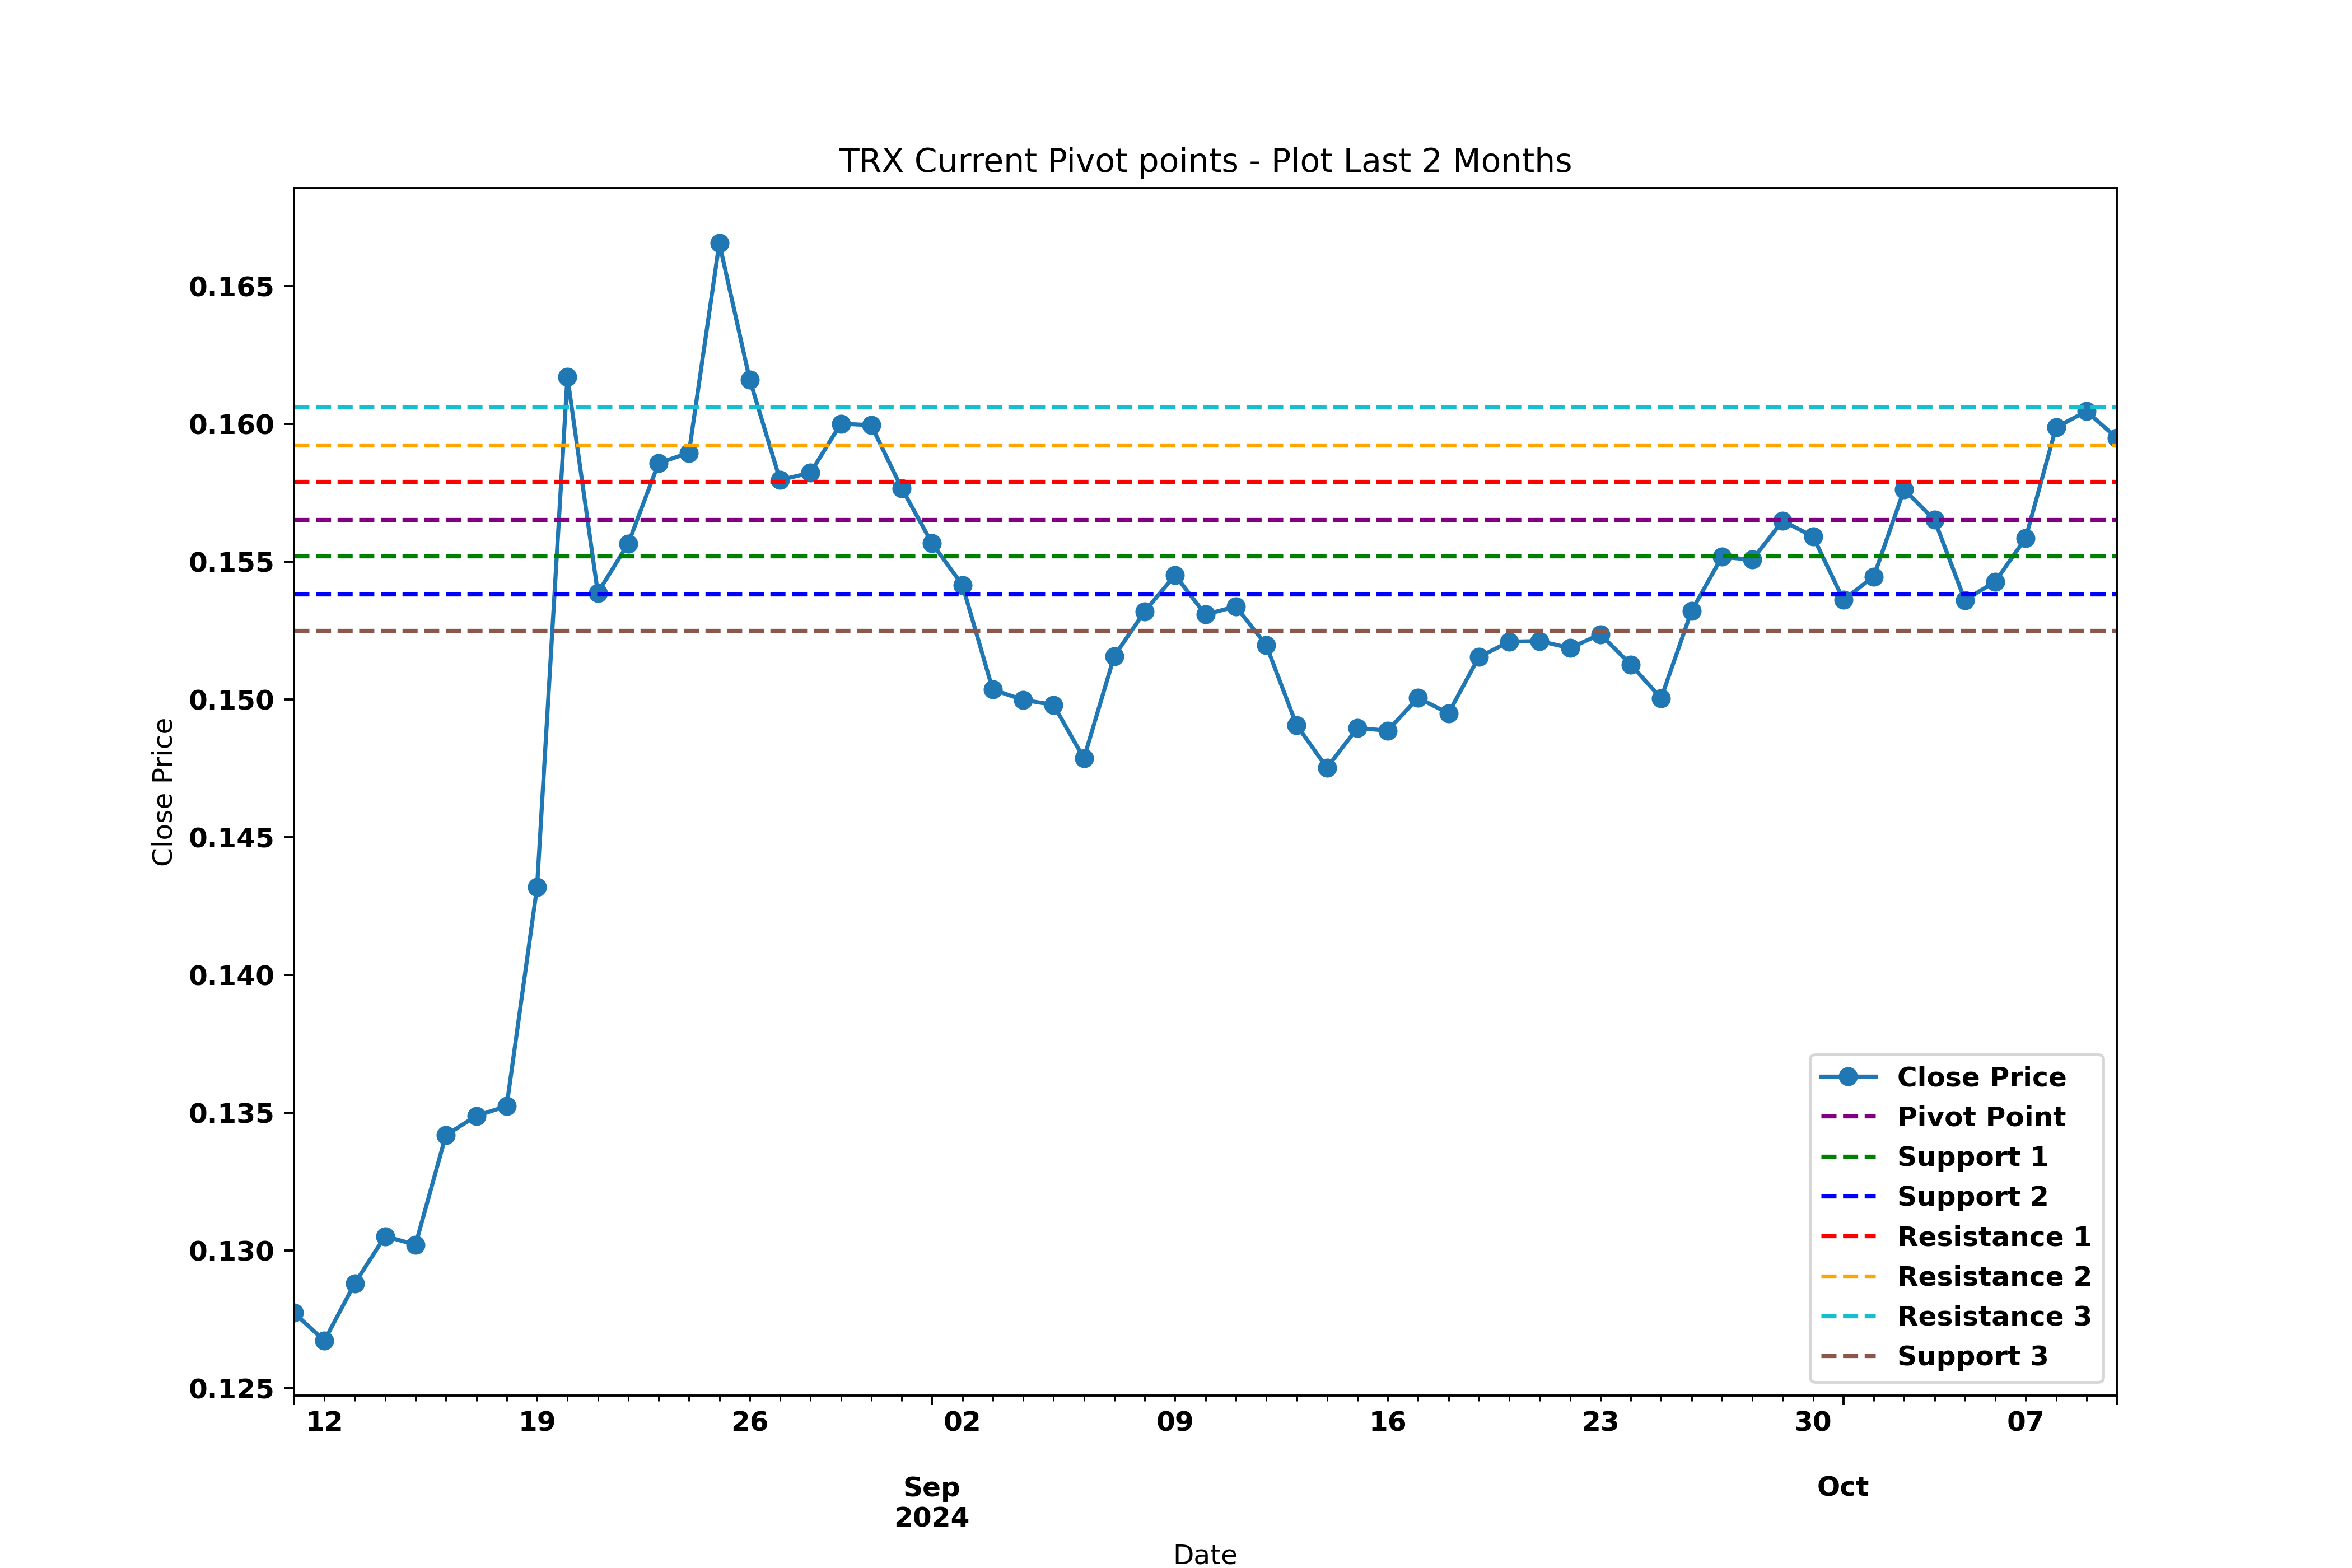 TRX Current Pivot points - Plot Last 2 Months
0.165
0.160
0.155
0.150
0.145
0.140
0.135
0.130
0.125
Close Price
Close Price
Pivot Point
Support 1
Support 2
Resistance 1
Resistance 2
Resistance 3
Support 3
12 19 26 02 09 16 23 30 07
Sep Oct
2024
Date